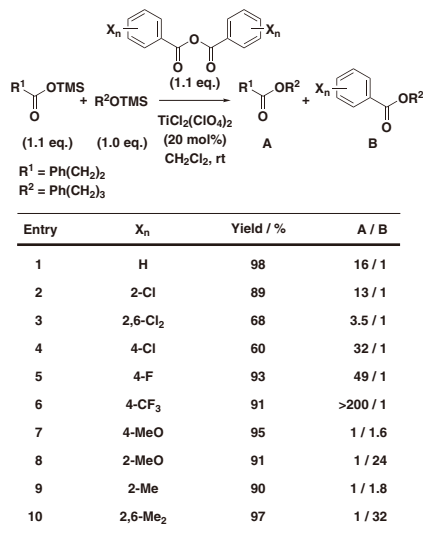 Xn Xn
O
O O
(1.1 eq.)
R1 OTMS + R2OTMS R1 OR2 + Xn OR2
O O O
TiCl2(ClO4)2
(20 mol%)
CH2Cl2, rt
(1.1 eq.) (1.0 eq.) A B
R1 = Ph(CH2)2
R2 = Ph(CH2)3
Entry Xn Yield / % A / B
1 H 98 16 / 1
2 2-Cl 89 13 / 1
3 2,6-Cl2 68 3.5 / 1
4 4-Cl 60 32 / 1
5 4-F 93 49 / 1
6 4-CF3 91 >200 / 1
7 4-MeO 95 1 / 1.6
8 2-MeO 91 1 / 24
9 2-Me 90 1 / 1.8
10 2,6-Me2 97 1 / 32